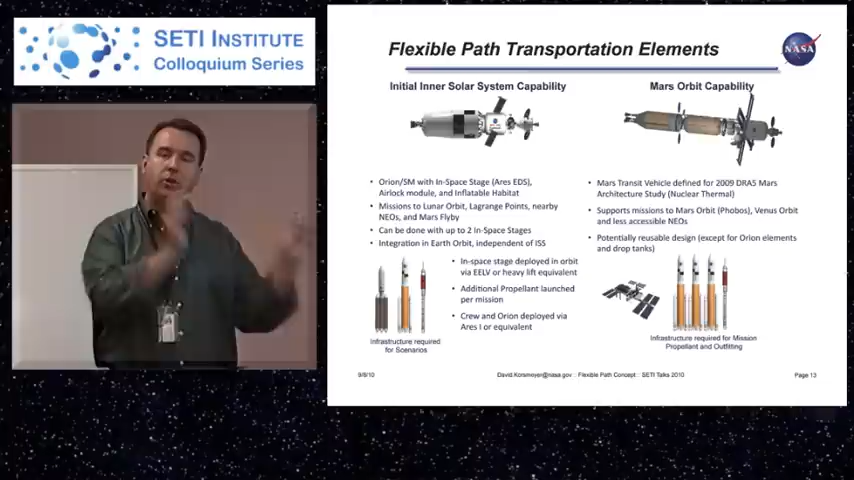 SETI INSTITUTE
Colloquium Series
Flexible Path Transportation Elements
NASA
Initial Inner Solar System Capability
• Orion/SM with In-Space Stage (Ares EDS),
Airlock module, and Inflatable Habitat
• Missions to Lunar Orbit, Lagrange Points, nearby
NEOs, and Mars Flyby
• Can be done with up to 2 In-Space Stages
• Integration in Earth Orbit, independent of ISS
• In-space stage deployed in orbit
via EELV or heavy lift equivalent
• Additional Propellant launched
per mission
• Crew and Orion deployed via
Ares I or equivalent
Infrastructure required
for Scenarios
Mars Orbit Capability
• Mars Transit Vehicle defined for 2009 DRA5 Mars
Architecture Study (Nuclear Thermal)
• Supports missions to Mars Orbit (Phobos), Venus Orbit
and less accessible NEOs
• Potentially reusable design (except for Orion elements
and drop tanks)
Infrastructure required for Mission
Propellant and Outfitting
9/8/10
David.Korsmeyer@nasa.gov : Flexible Path Concept : SETI Talks 2010
Page 13